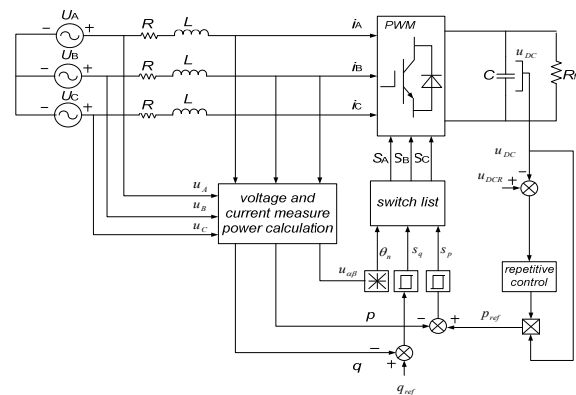 UA
R
L
iA
PWM
UB
R
L
iB
UC
R
L
iC
C
uDC
SA
SB
SC
uDC
uDCR
uA
uB
uC
voltage and
current measure
power calculation
switch list
uαβ
θn
sq
sp
repetitive
control
p
pref
q
qref